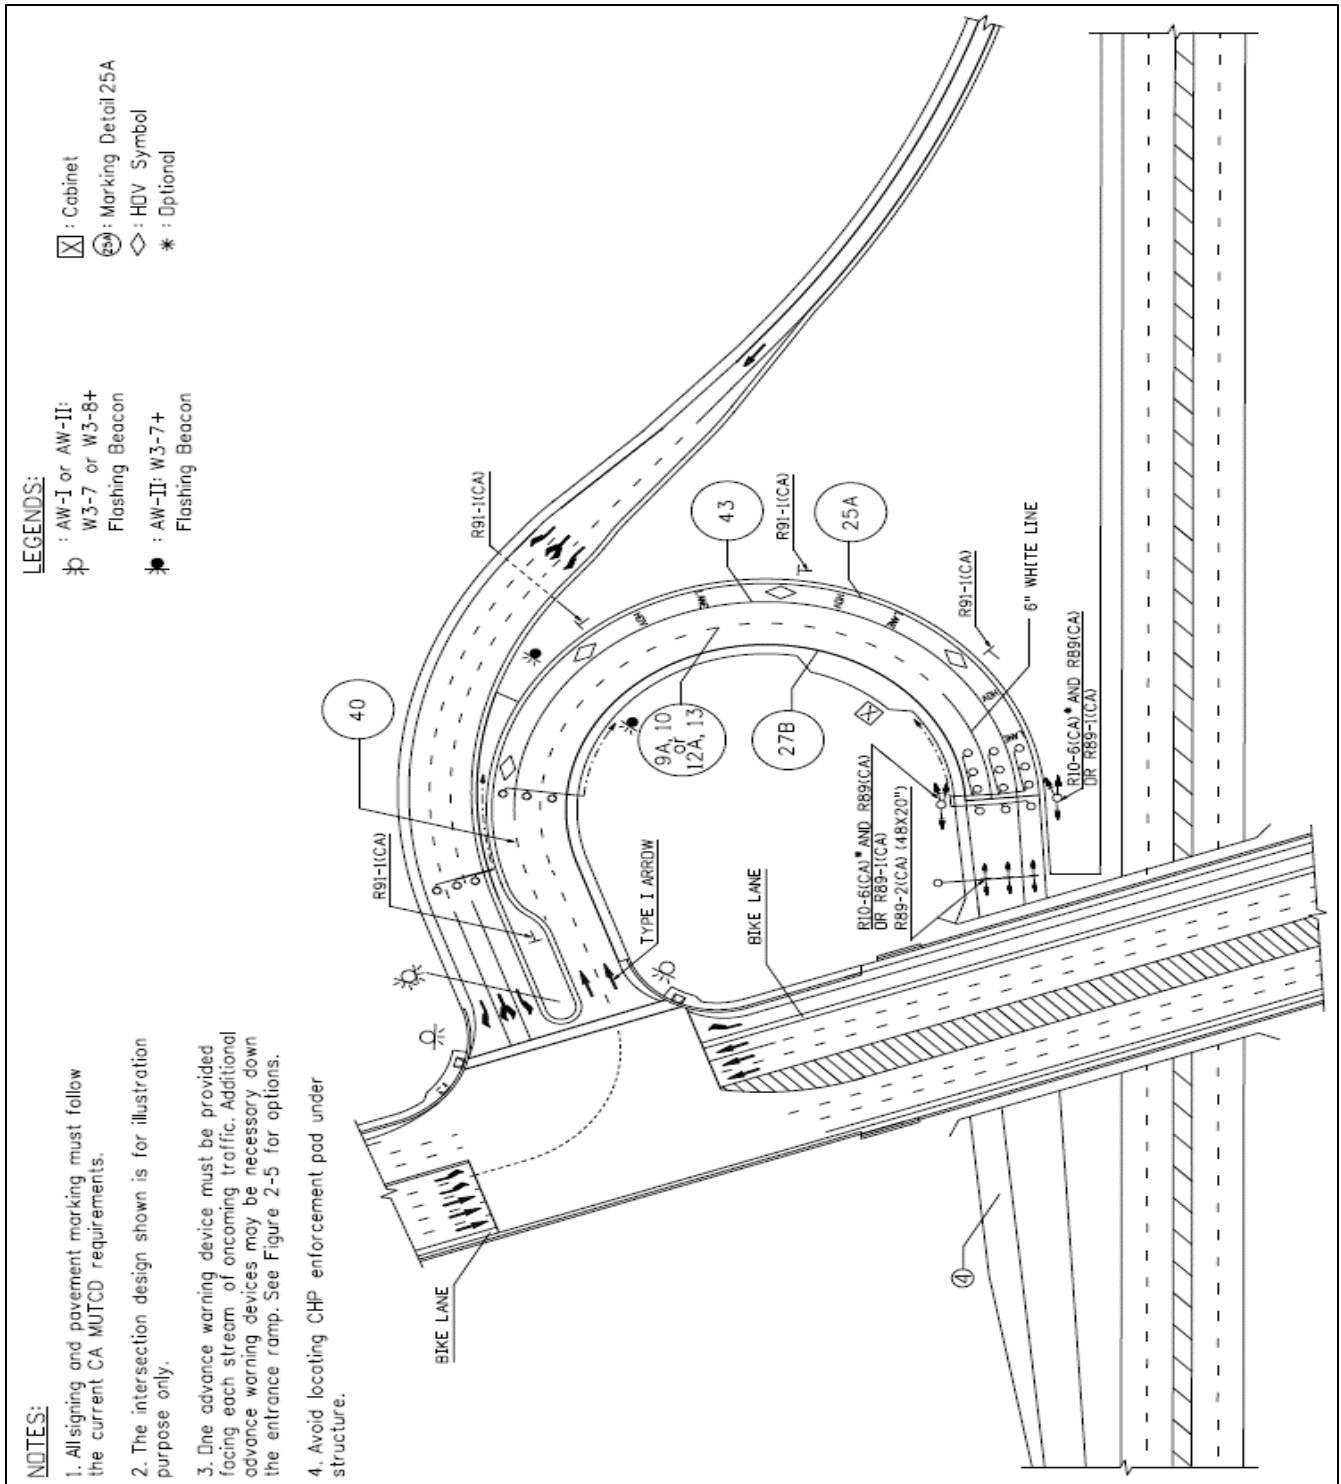 NOTES:
1. All signing and pavement marking must follow
the current CA MUTCD requirements.
2. The intersection design shown is for illustration
purpose only.
3. One advance warning device must be provided
facing each stream of oncoming traffic. Additional
advance warning devices may be necessary down
the entrance ramp. See Figure 2-5 for options.
4. Avoid locating CHP enforcement pad under
structure.
LEGENDS:
: AW-I or AW-II:
W3-7 or W3-8+
Flashing Beacon
: AW-II: W3-7+
Flashing Beacon
X : Cabinet
25A : Marking Detail 25A
: HOV Symbol
* : Optional
BIKE LANE
R91-1(CA)
40
R91-1(CA)
TYPE I ARROW
9A, 10
or
12A, 13
43
R91-1(CA)
27B
25A
BIKE LANE
R10-6(CA)* AND R89(CA)
OR R89-1(CA)
R89-2(CA) (48X20")
6" WHITE LINE
R91-1(CA)
R10-6(CA)* AND R89(CA)
OR R89-1(CA)
HOV
LANE
HOV
LANE
HOV
LANE
4